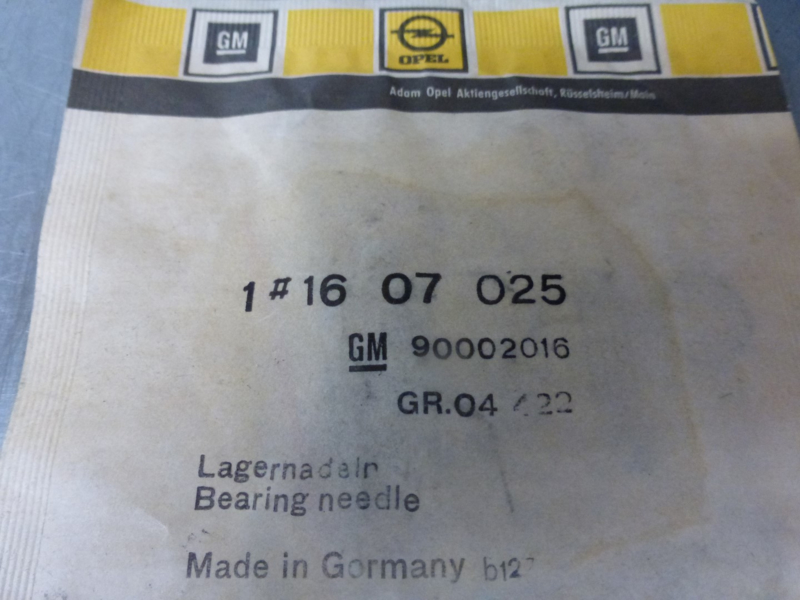 GM OPEL GM
Adam Opel Aktiengesellschaft, Rüsselsheim/Main
1 # 16 07 025
GM 90002016
GR.04 422
Lagernadeln
Bearing needle
Made in Germany